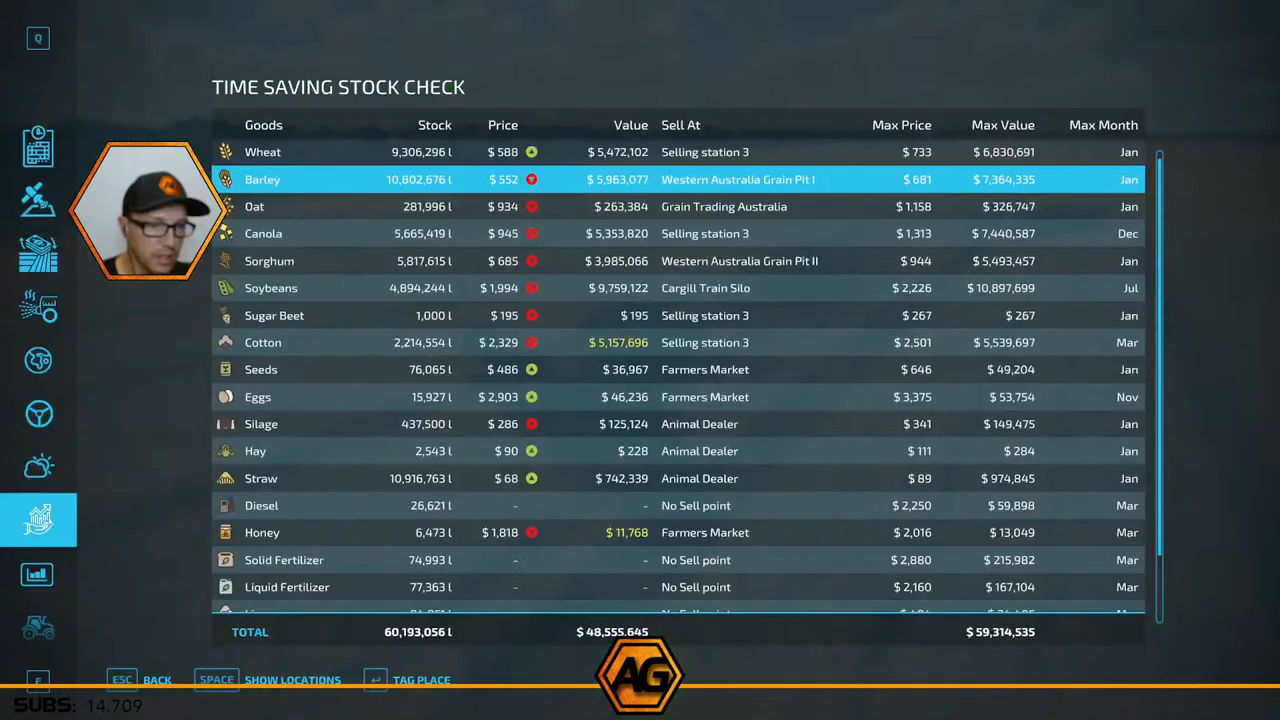 Q
TIME SAVING STOCK CHECK
Goods Stock Price Value Sell At Max Price Max Value Max Month
Wheat 9,306,296 l $ 588 $ 5,472,102 Selling station 3 $ 733 $ 6,830,691 Jan
Barley 10,802,676 l $ 552 $ 5,963,077 Western Australia Grain Pit I $ 681 $ 7,364,335 Jan
Oat 281,996 l $ 934 $ 263,384 Grain Trading Australia $ 1,158 $ 326,747 Jan
Canola 5,665,419 l $ 945 $ 5,353,820 Selling station 3 $ 1,313 $ 7,440,587 Dec
Sorghum 5,817,615 l $ 685 $ 3,985,066 Western Australia Grain Pit II $ 944 $ 5,493,457 Jan
Soybeans 4,894,244 l $ 1,994 $ 9,759,122 Cargill Train Silo $ 2,226 $ 10,897,699 Jul
Sugar Beet 1,000 l $ 195 $ 195 Selling station 3 $ 267 $ 267 Jan
Cotton 2,214,554 l $ 2,329 $ 5,157,696 Selling station 3 $ 2,501 $ 5,539,697 Mar
Seeds 76,065 l $ 486 $ 36,967 Farmers Market $ 646 $ 49,204 Jan
Eggs 15,927 l $ 2,903 $ 46,236 Farmers Market $ 3,375 $ 53,754 Nov
Silage 437,500 l $ 286 $ 125,124 Animal Dealer $ 341 $ 149,475 Jan
Hay 2,543 l $ 90 $ 228 Animal Dealer $ 111 $ 284 Jan
Straw 10,916,763 l $ 68 $ 742,339 Animal Dealer $ 89 $ 974,845 Jan
Diesel 26,621 l - - No Sell point $ 2,250 $ 59,898 Mar
Honey 6,473 l $ 1,818 $ 11,768 Farmers Market $ 2,016 $ 13,049 Mar
Solid Fertilizer 74,993 l - - No Sell point $ 2,880 $ 215,982 Mar
Liquid Fertilizer 77,363 l - - No Sell point $ 2,160 $ 167,104 Mar
TOTAL 60,193,056 l $ 48,555,645 $ 59,314,535
E ESC BACK SPACE SHOW LOCATIONS TAG PLACE
AG
SUBS: 14.709